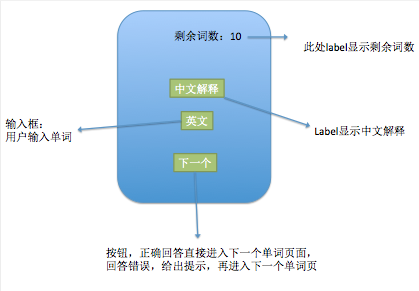 剩余词数：10
此处label显示剩余词数
中文解释
输入框：
用户输入单词
英文
Label显示中文解释
下一个
按钮，正确回答直接进入下一个单词页面，
回答错误，给出提示，再进入下一个单词页